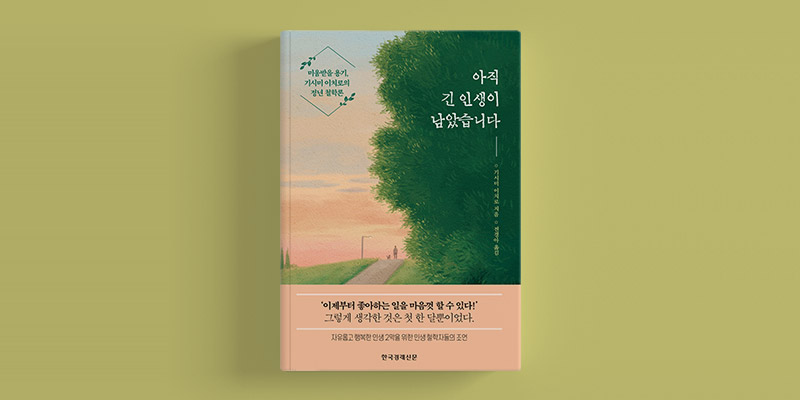 미움받을 용기,
기시미 이치로의
정년 철학론
아직
긴 인생이
남았습니다
기시미 이치로 지음
전경아 옮김
'이제부터 좋아하는 일을 마음껏 할 수 있다!'
그렇게 생각한 것은 첫 한 달뿐이었다.
자유롭고 행복한 인생 2막을 위한 인생 철학자들의 조언
한국경제신문